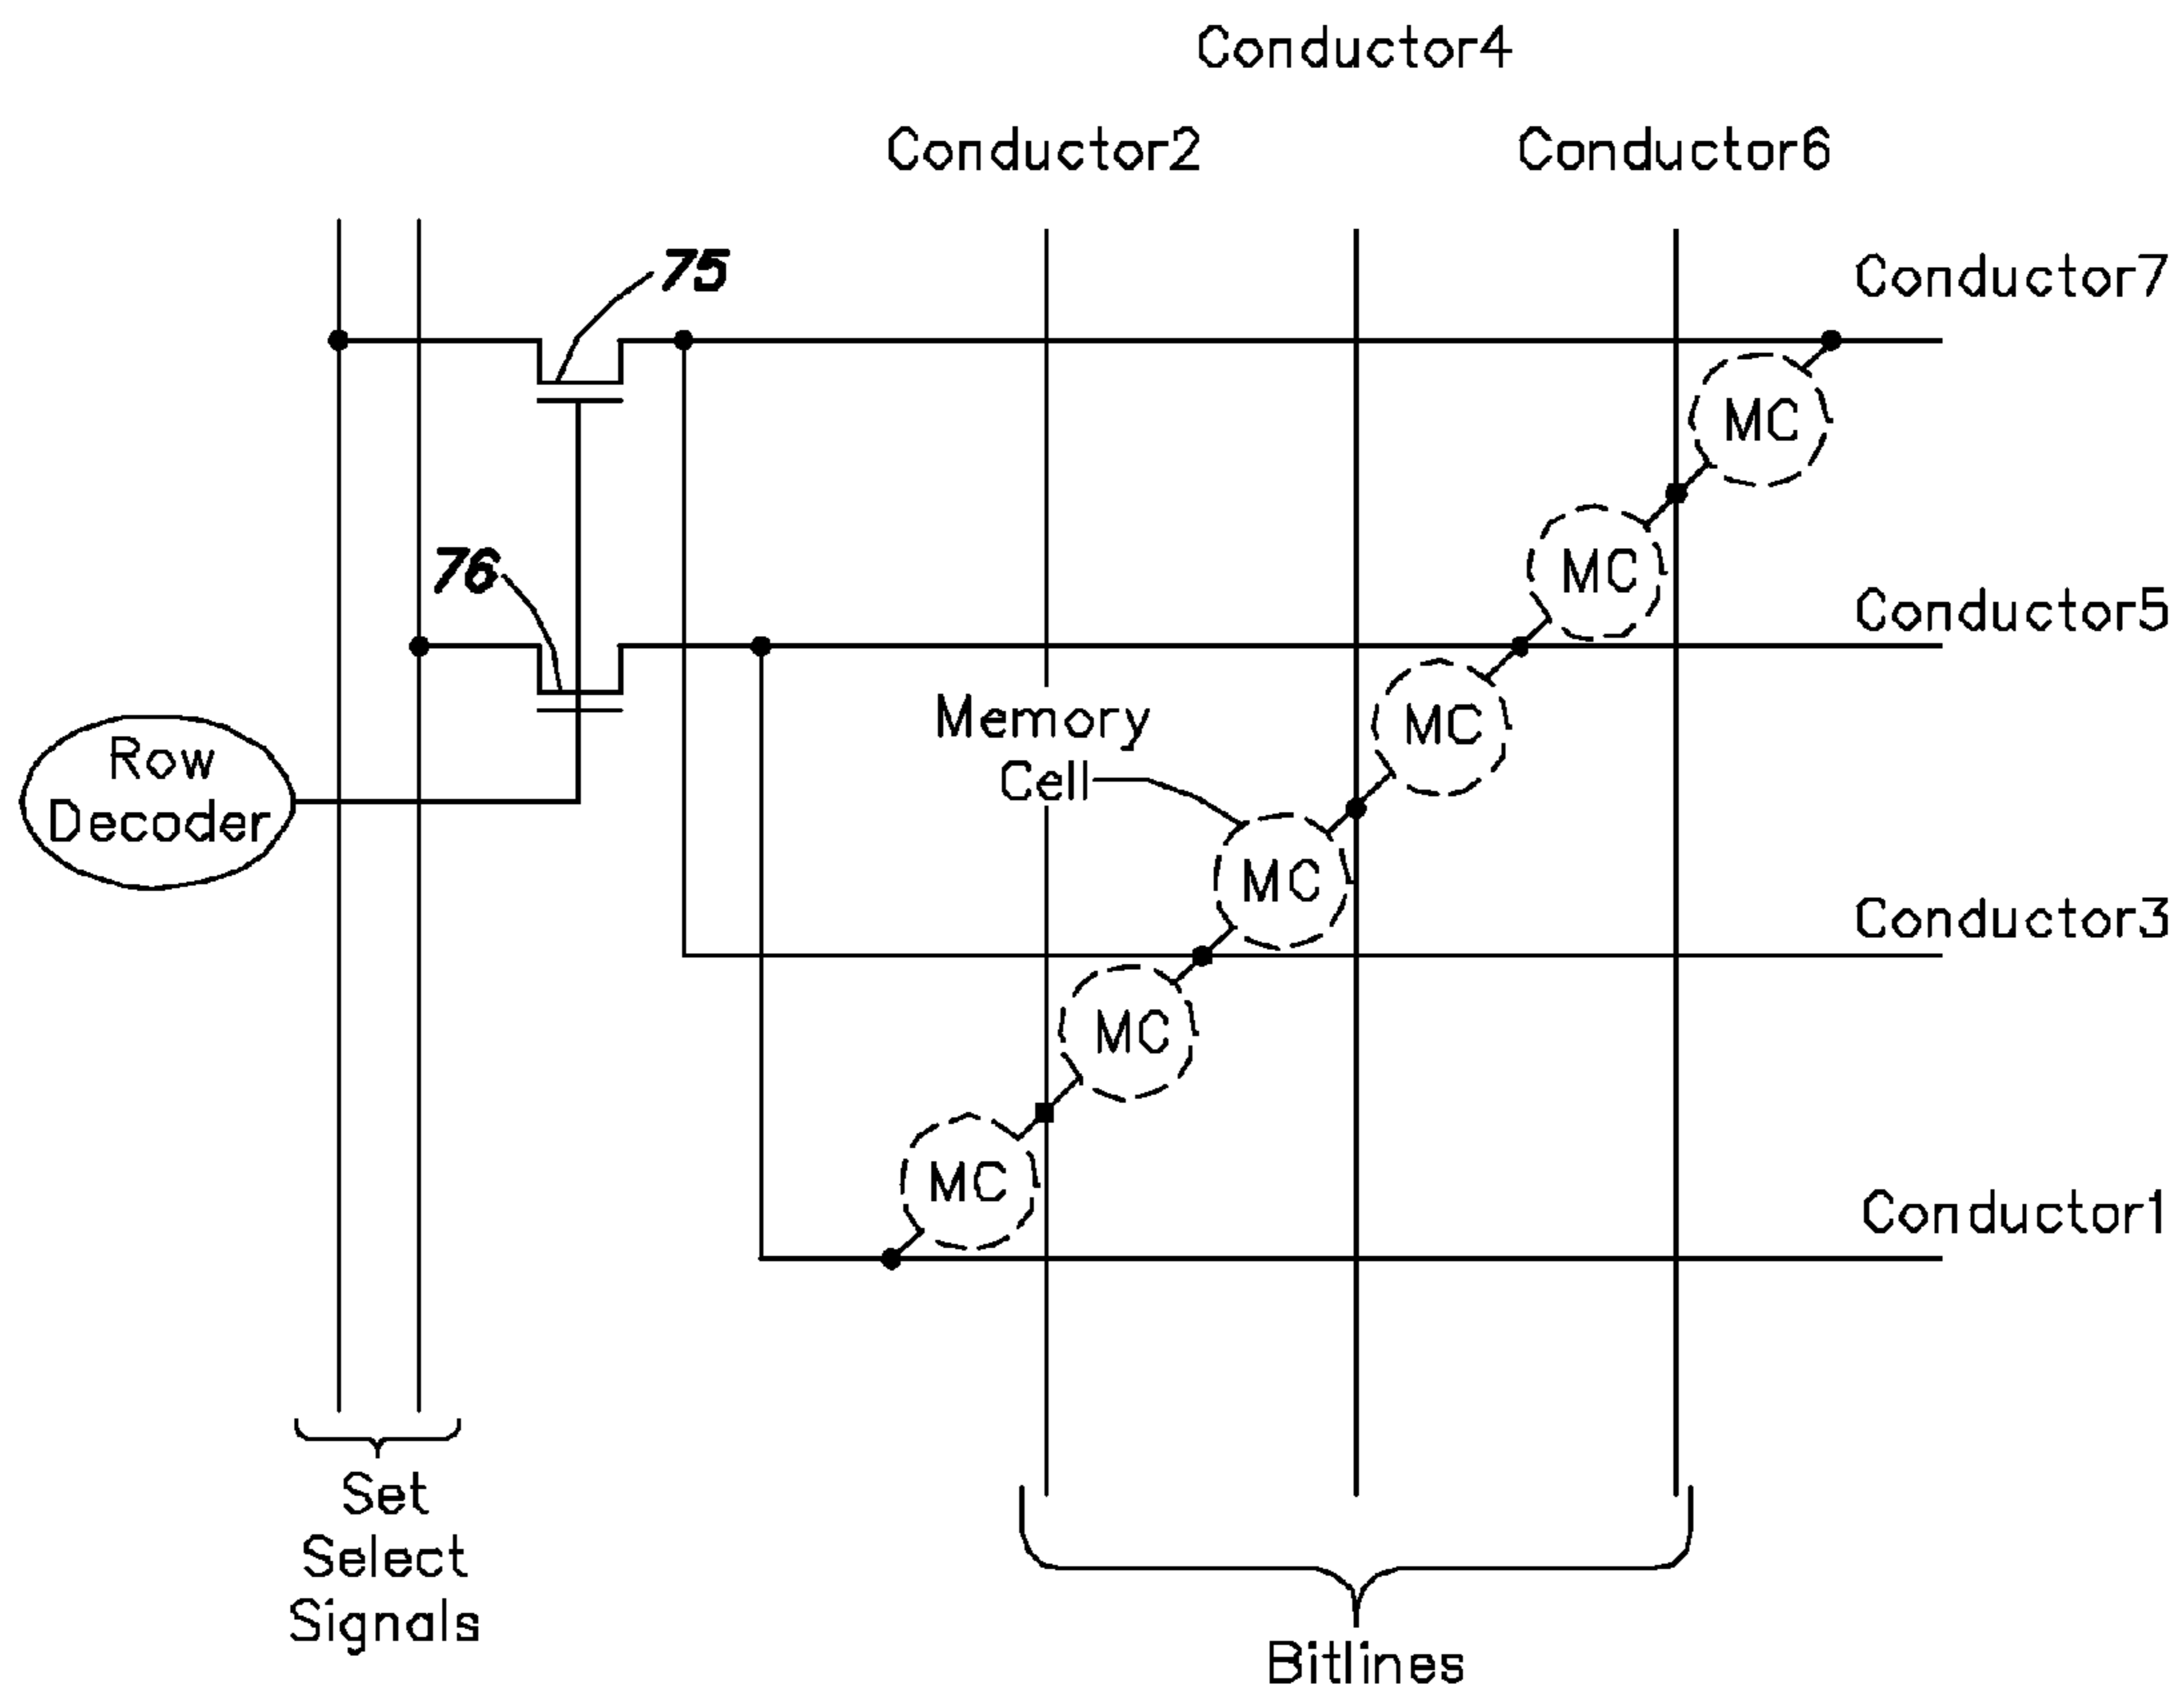 Conductor4
Conductor2
Conductor6
75
Conductor7
MC
76
MC
Conductor5
Memory
Cell
MC
Row
Decoder
MC
Conductor3
MC
MC
Conductor1
Set
Select
Signals
Bitlines